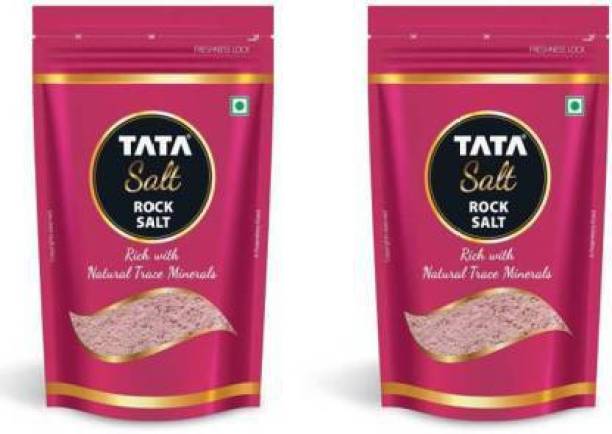 FRESHNESS LOCK
TATA
Salt
ROCK
SALT
Rich with
Natural Trace Minerals
FRESHNESS LOCK
TATA
Salt
ROCK
SALT
Rich with
Natural Trace Minerals